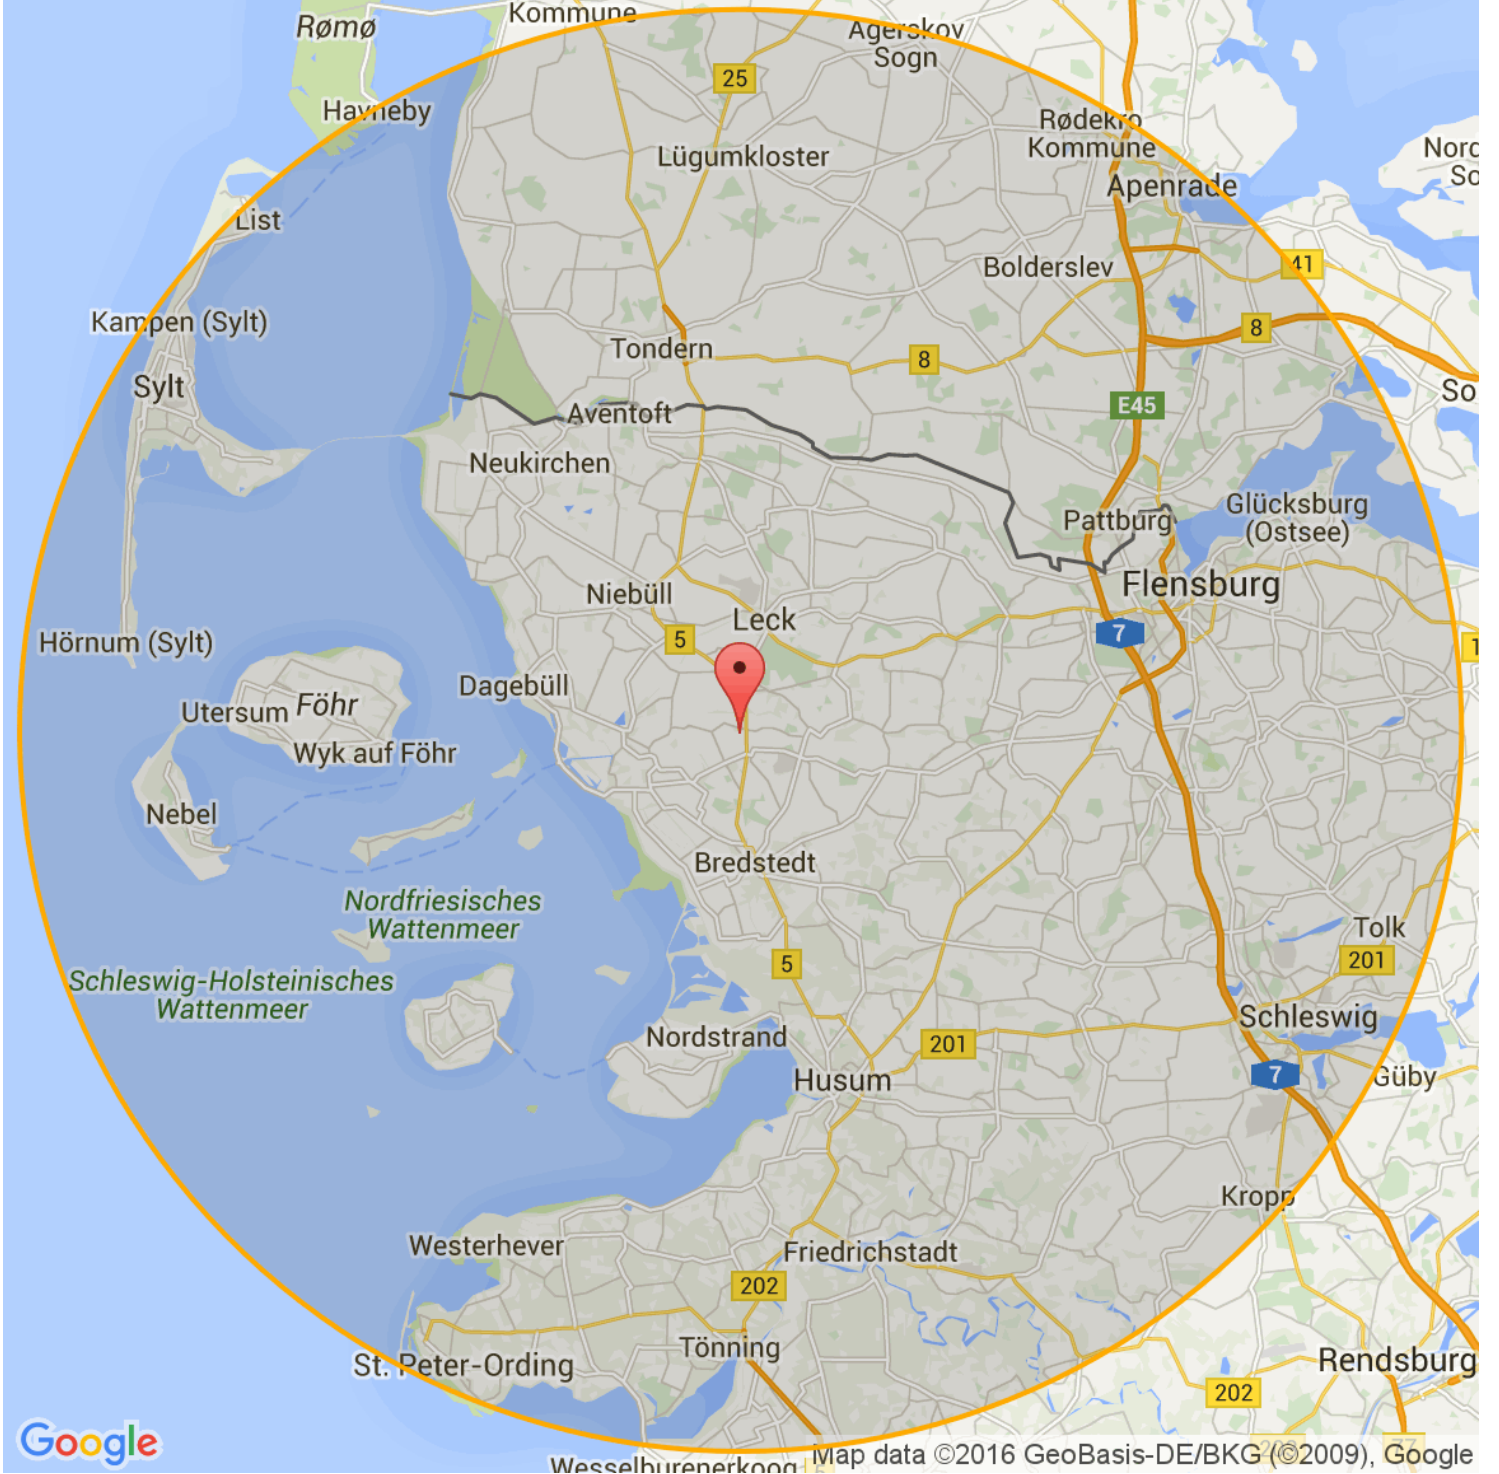 Kommune
Rømø
Agerskov
Sogn
25
Havneby
Rødekro
Kommune
Lügumkloster
Apenrade
List
Bolderslev
41
Kampen (Sylt)
8
Tondern
8
Sylt
E45
So
Aventoft
Neukirchen
Glücksburg
(Ostsee)
Pattburg
Flensburg
Niebüll
Leck
7
5
Hörnum (Sylt)
1
Dagebüll
Föhr
Utersum
Wyk auf Föhr
Nebel
Bredstedt
Nordfriesisches
Wattenmeer
Tolk
201
5
Schleswig-Holsteinisches
Wattenmeer
Schleswig
Nordstrand
201
Husum
7
Güby
Kropp
Westerhever
Friedrichstadt
202
Tönning
St. Peter-Ording
Rendsburg
202
Google
Map data ©2016 GeoBasis-DE/BKG (©2009), Google